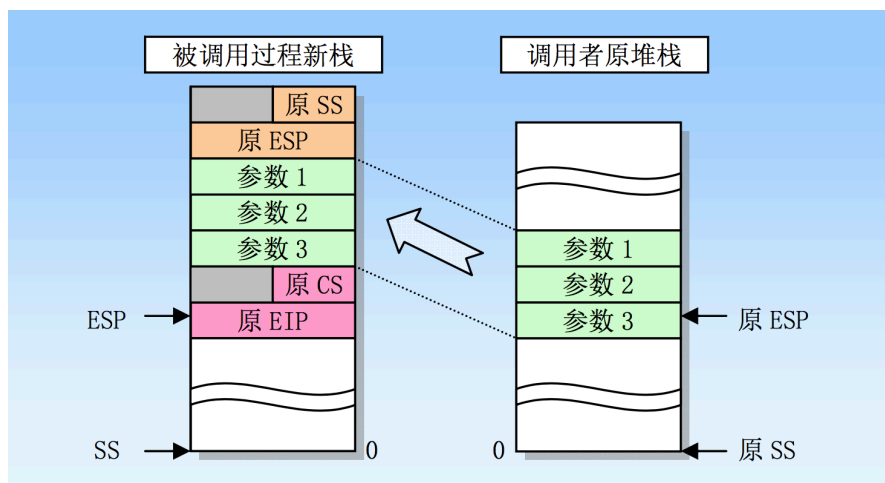 被调用过程新栈
调用者原堆栈
原 SS
原 ESP
参数 1
参数 2
参数 3
原 CS
ESP
原 EIP
SS
0
参数 1
参数 2
参数 3
原 ESP
0
原 SS